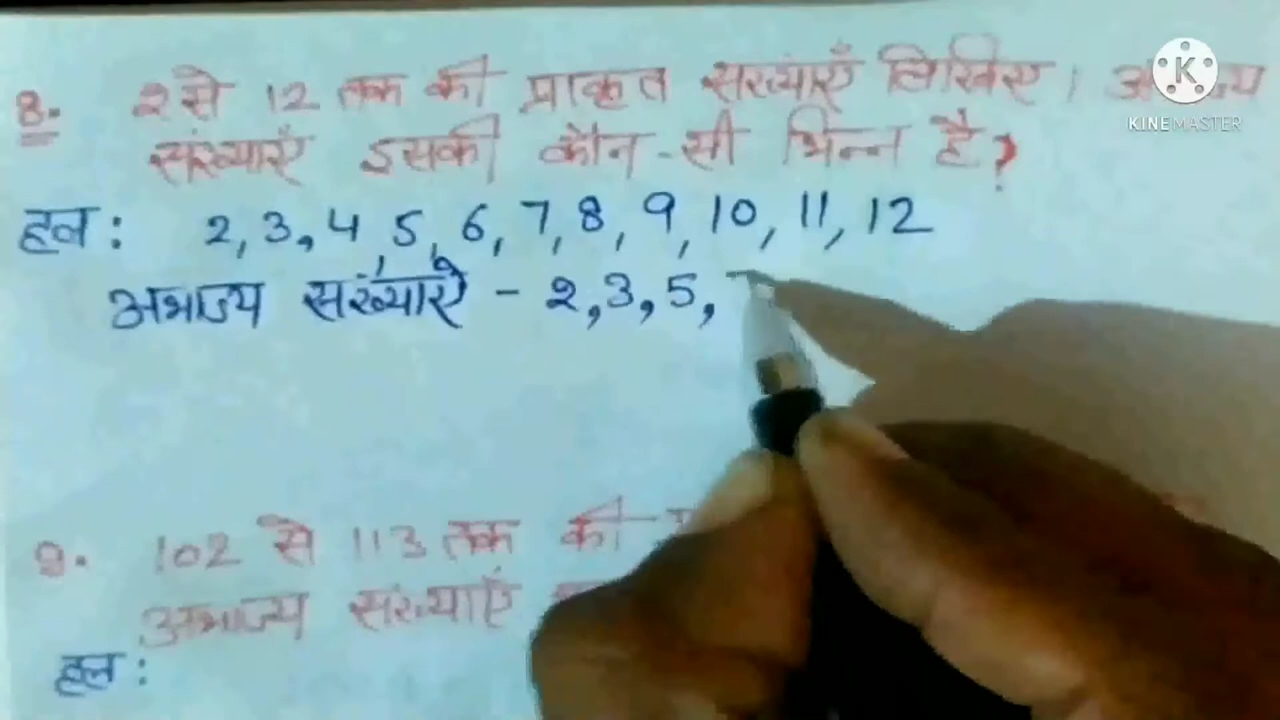 8. 2 से 12 तक की प्राकृत संख्याएँ लिखिए।
संख्याएँ इसकी कौन-सी भिन्न है?
हल: 2, 3, 4, 5, 6, 7, 8, 9, 10, 11, 12
अभाज्य संख्याऐ - 2, 3, 5,
9. 102 से 113 तक की
अभाज्य संख्याएँ
हल:
KINEMASTER